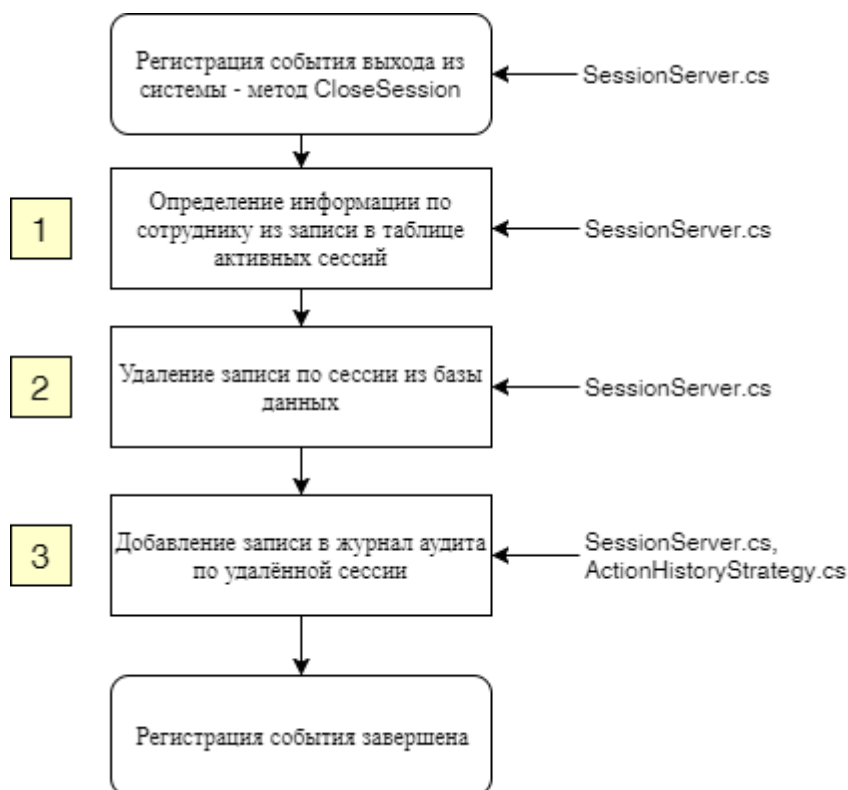 Регистрация события выхода из
системы - метод CloseSession
SessionServer.cs
1
Определение информации по
сотруднику из записи в таблице
активных сессий
SessionServer.cs
2
Удаление записи по сессии из базы
данных
SessionServer.cs
3
Добавление записи в журнал аудита
по удалённой сессии
SessionServer.cs,
ActionHistoryStrategy.cs
Регистрация события завершена